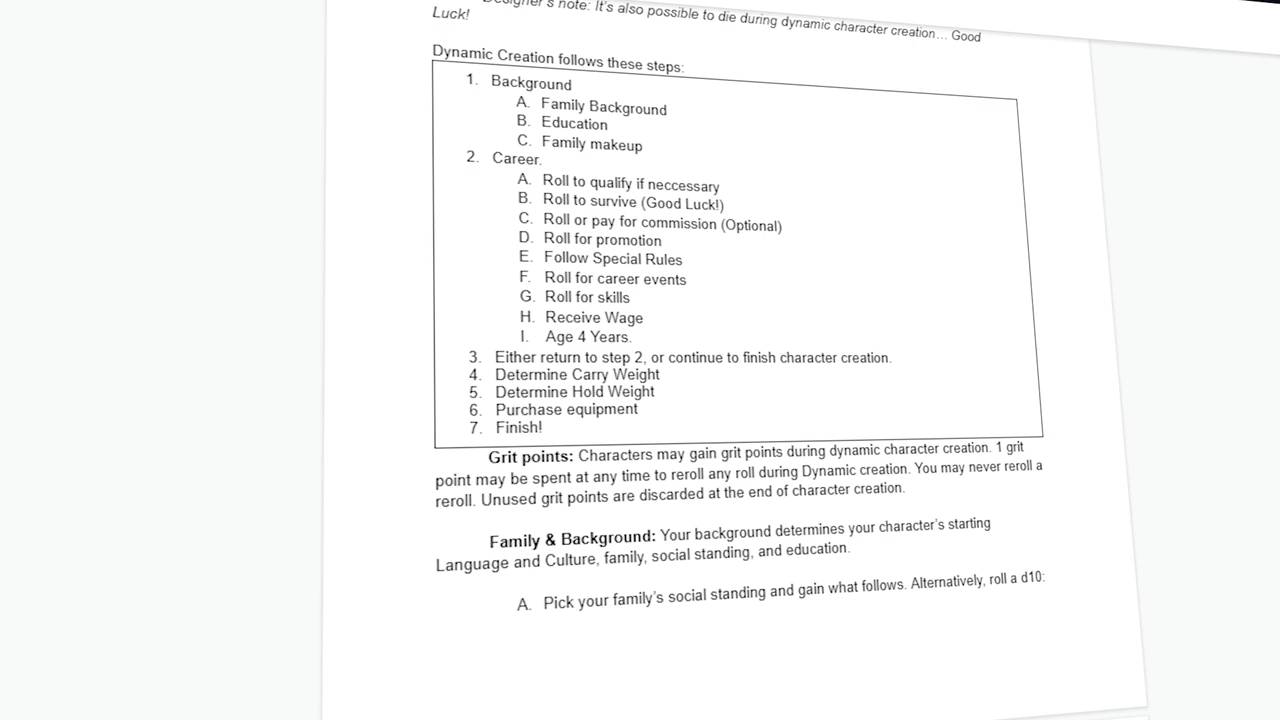 Designer's note: It's also possible to die during dynamic character creation... Good
Luck!
Dynamic Creation follows these steps:
1. Background
A. Family Background
B. Education
C. Family makeup
2. Career.
A. Roll to qualify if neccessary
B. Roll to survive (Good Luck!)
C. Roll or pay for commission (Optional)
D. Roll for promotion
E. Follow Special Rules
F. Roll for career events
G. Roll for skills
H. Receive Wage
I. Age 4 Years.
3. Either return to step 2, or continue to finish character creation.
4. Determine Carry Weight
5. Determine Hold Weight
6. Purchase equipment
7. Finish!
Grit points: Characters may gain grit points during dynamic character creation. 1 grit
point may be spent at any time to reroll any roll during Dynamic creation. You may never reroll a
reroll. Unused grit points are discarded at the end of character creation.
Family & Background: Your background determines your character's starting
Language and Culture, family, social standing, and education.
A. Pick your family's social standing and gain what follows. Alternatively, roll a d10: